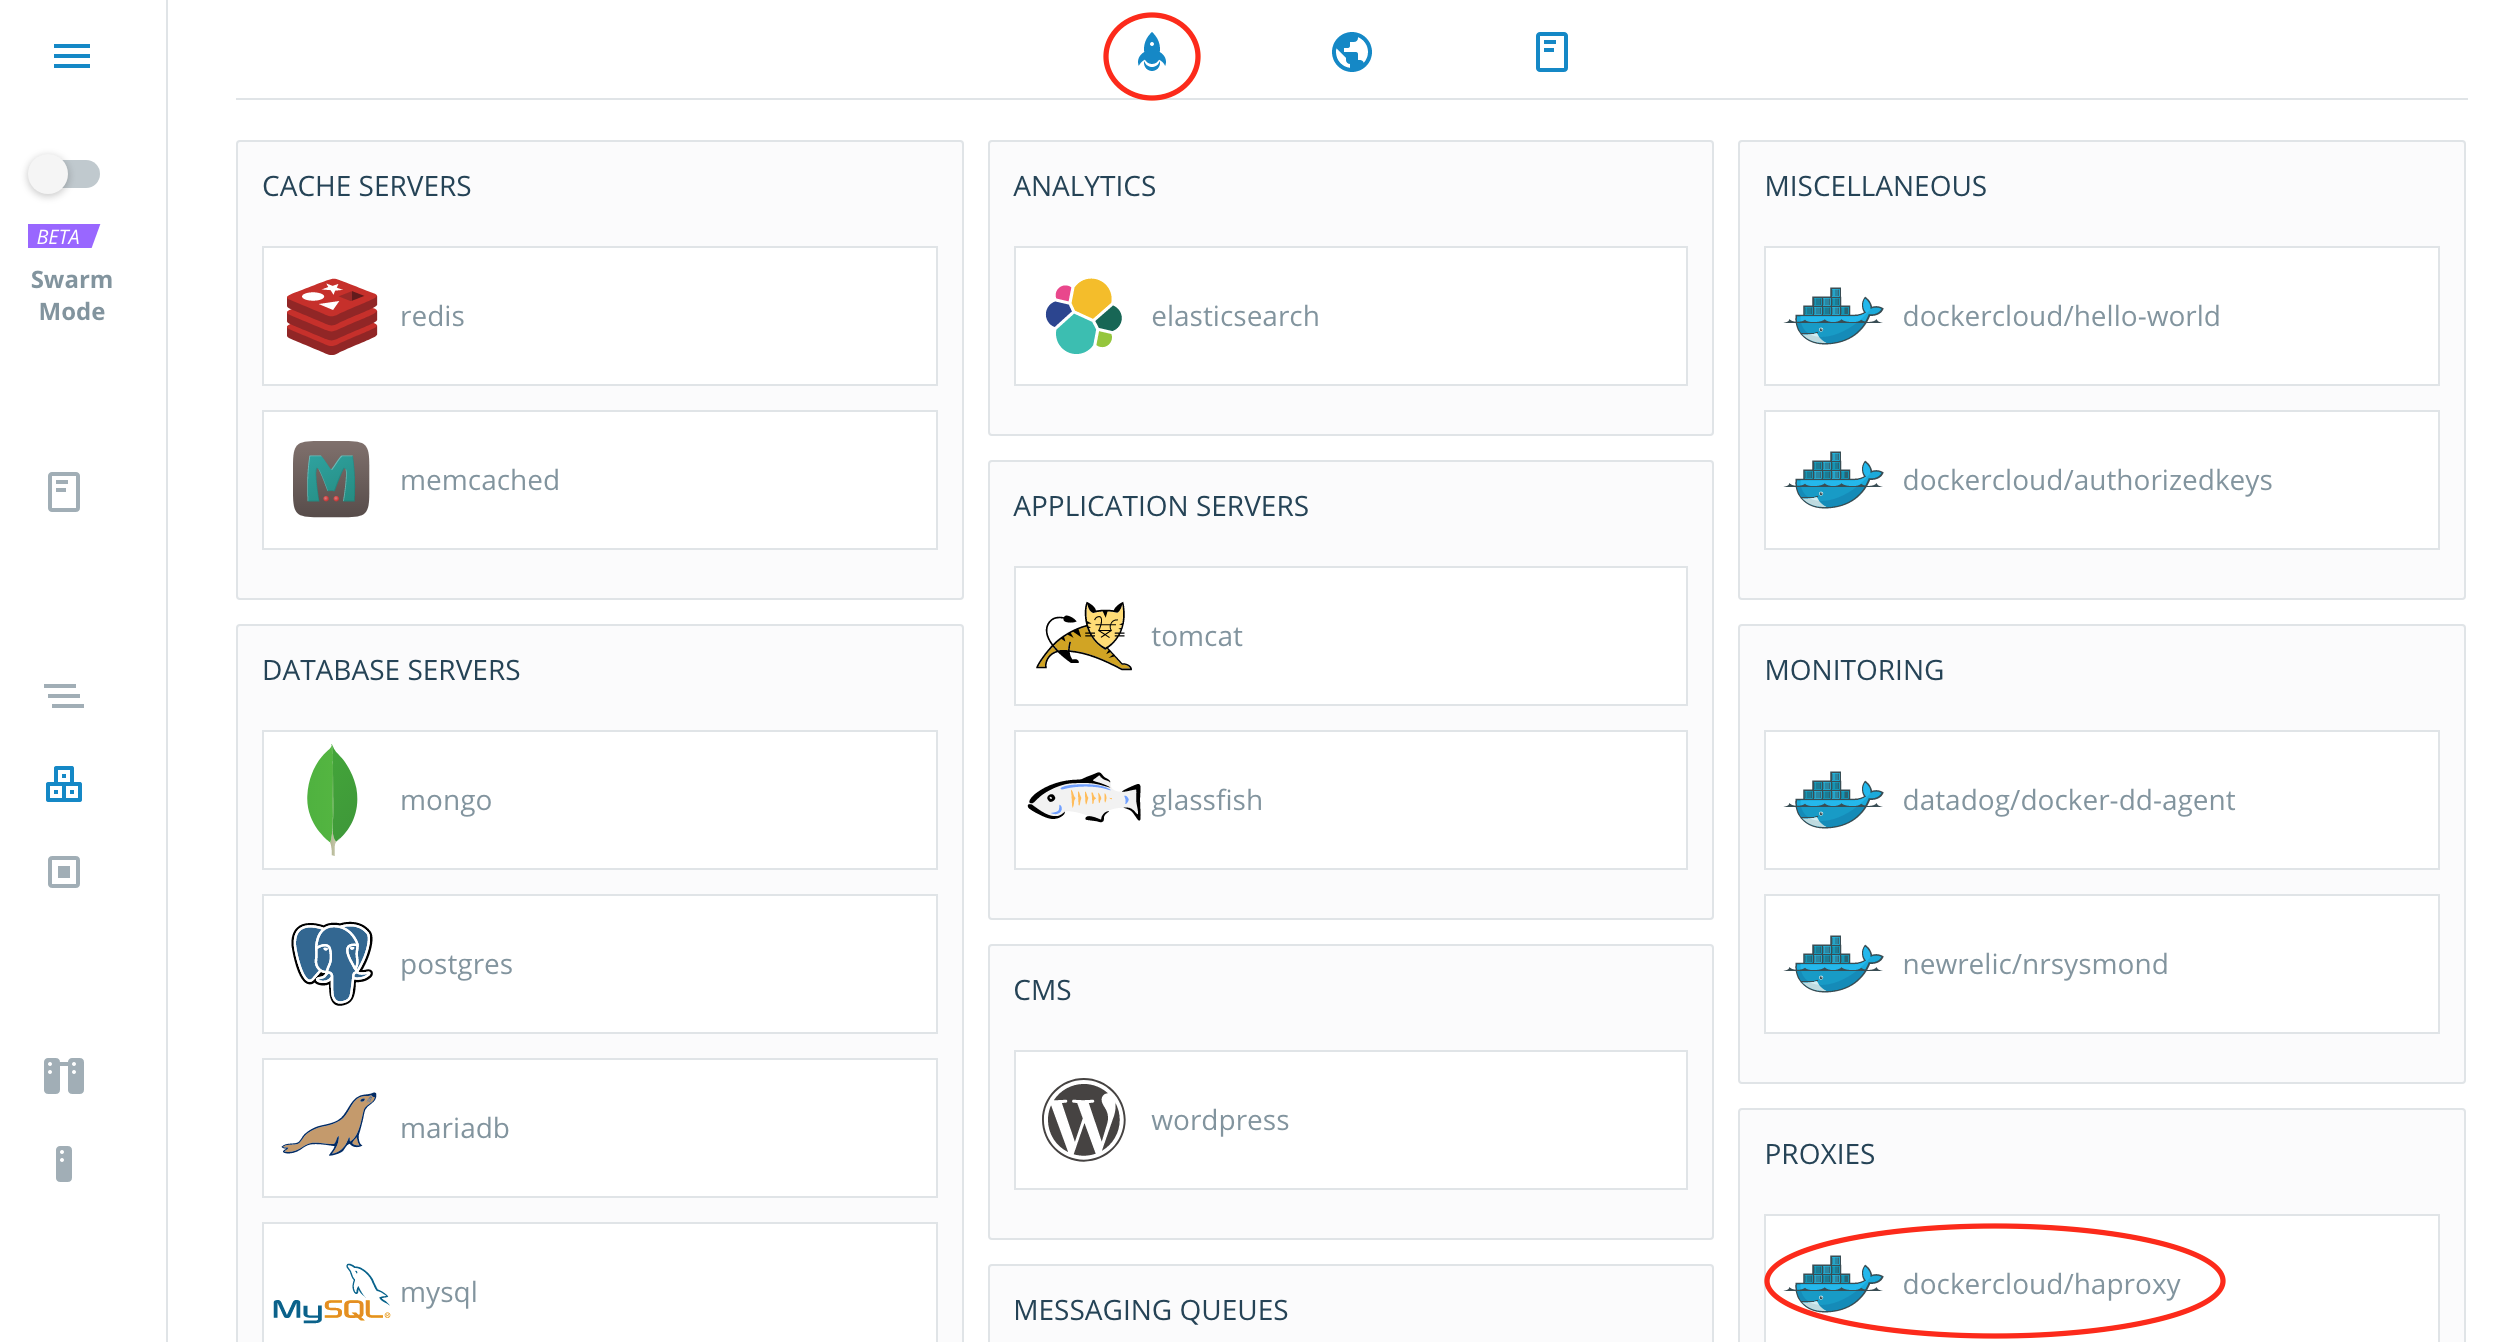 BETA
Swarm
Mode
CACHE SERVERS
redis
memcached
DATABASE SERVERS
mongo
postgres
mariadb
MySQL®
mysql
ANALYTICS
elasticsearch
APPLICATION SERVERS
tomcat
glassfish
CMS
wordpress
MESSAGING QUEUES
MISCELLANEOUS
dockercloud/hello-world
dockercloud/authorizedkeys
MONITORING
datadog/docker-dd-agent
newrelic/nrsysmond
PROXIES
dockercloud/haproxy